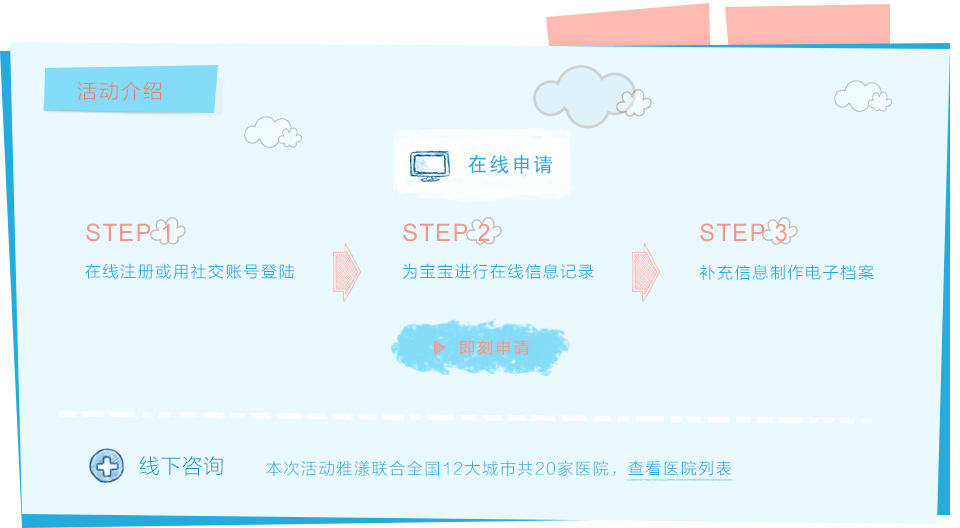 活动介绍
在线申请
STEP 1
在线注册或用社交账号登陆
STEP 2
为宝宝进行在线信息记录
STEP 3
补充信息制作电子档案
即刻申请
线下咨询
本次活动雅漾联合全国12大城市共20家医院，查看医院列表